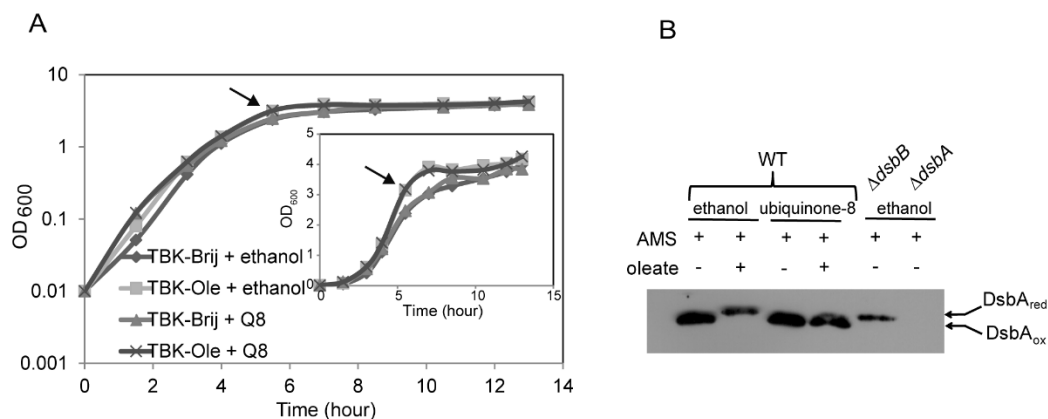 A
OD600
10
1
0.1
0.01
0.001
0 2 4 6 8 10 12 14
Time (hour)
TBK-Brij + ethanol
TBK-Ole + ethanol
TBK-Brij + Q8
TBK-Ole + Q8
OD600
5
4
3
2
1
0
0 5 10 15
Time (hour)
B
WT ΔdsbB ΔdsbA
ethanol ubiquinone-8 ethanol
AMS + + + + + +
oleate - + - + - -
DsbAred
DsbAox